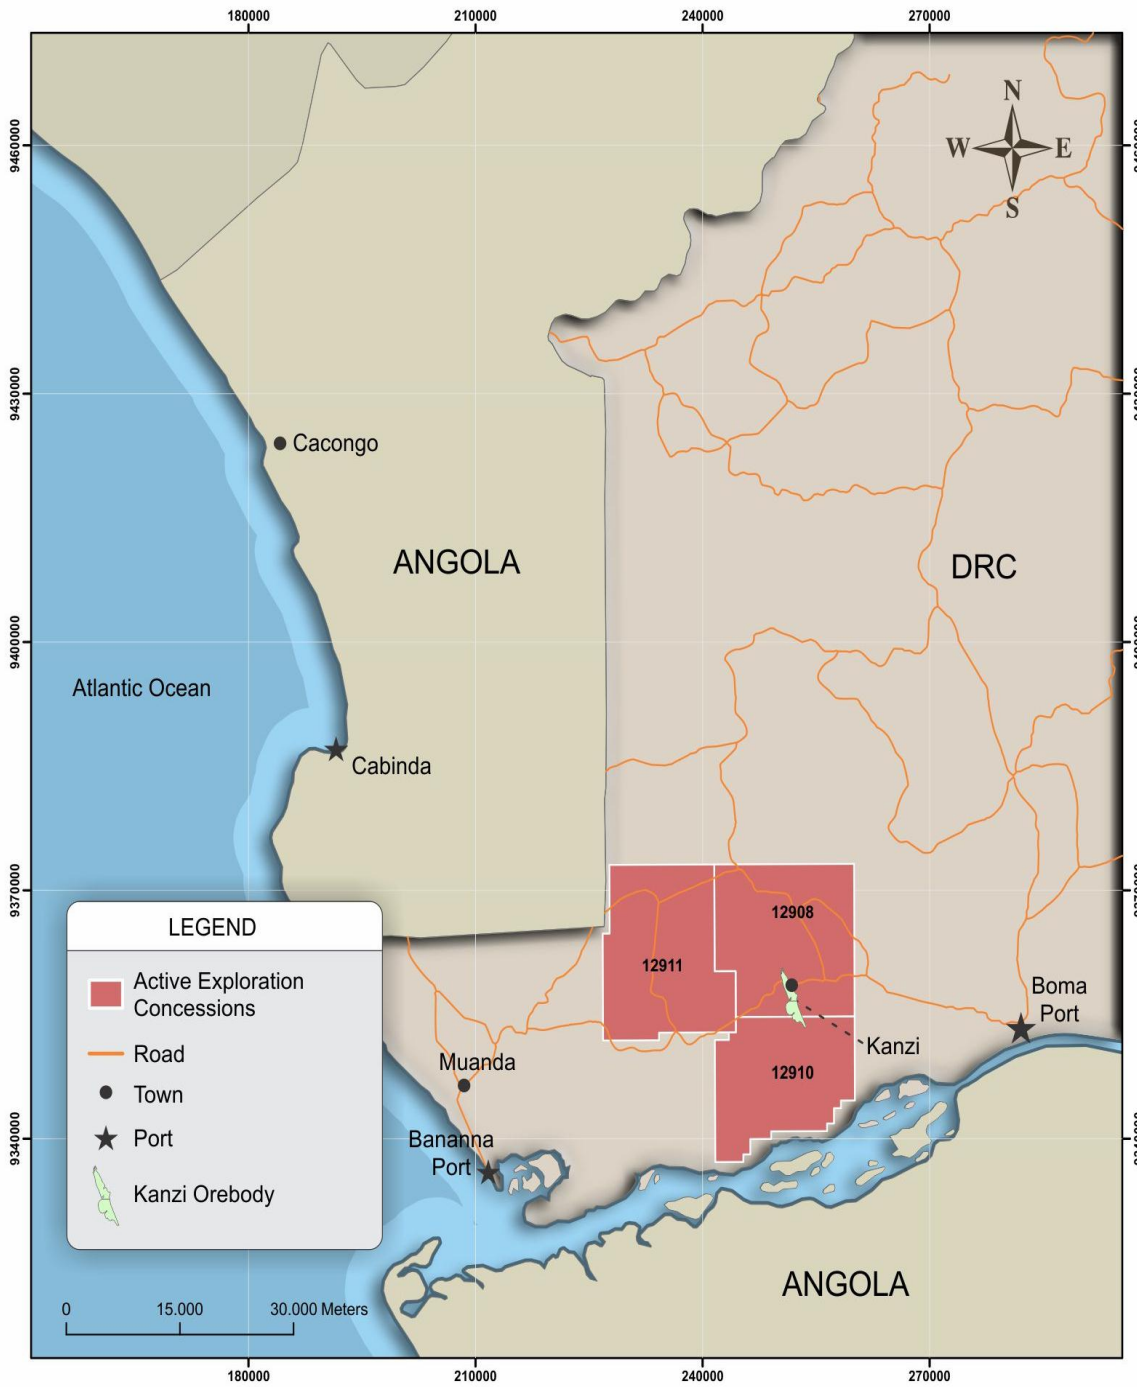 180000 210000 240000 270000
N
W E
S
9460000
9430000
Cacongo
ANGOLA
DRC
9400000
Atlantic Ocean
Cabinda
9370000
LEGEND
Active Exploration
Concessions
Road
Town
Port
Kanzi Orebody
12908
12911
12910
Kanzi
Boma
Port
Muanda
Bananna
Port
9340000
ANGOLA
0 15.000 30.000 Meters
180000 210000 240000 270000